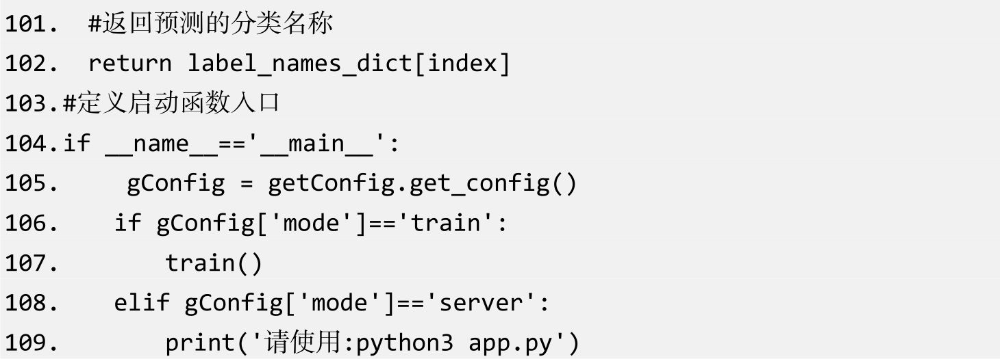 101.  #返回预测的分类名称
102.  return label_names_dict[index]
103.#定义启动函数入口
104.if __name__=='__main__':
105.     gConfig = getConfig.get_config()
106.    if gConfig['mode']=='train':
107.        train()
108.    elif gConfig['mode']=='server':
109.        print('请使用:python3 app.py')